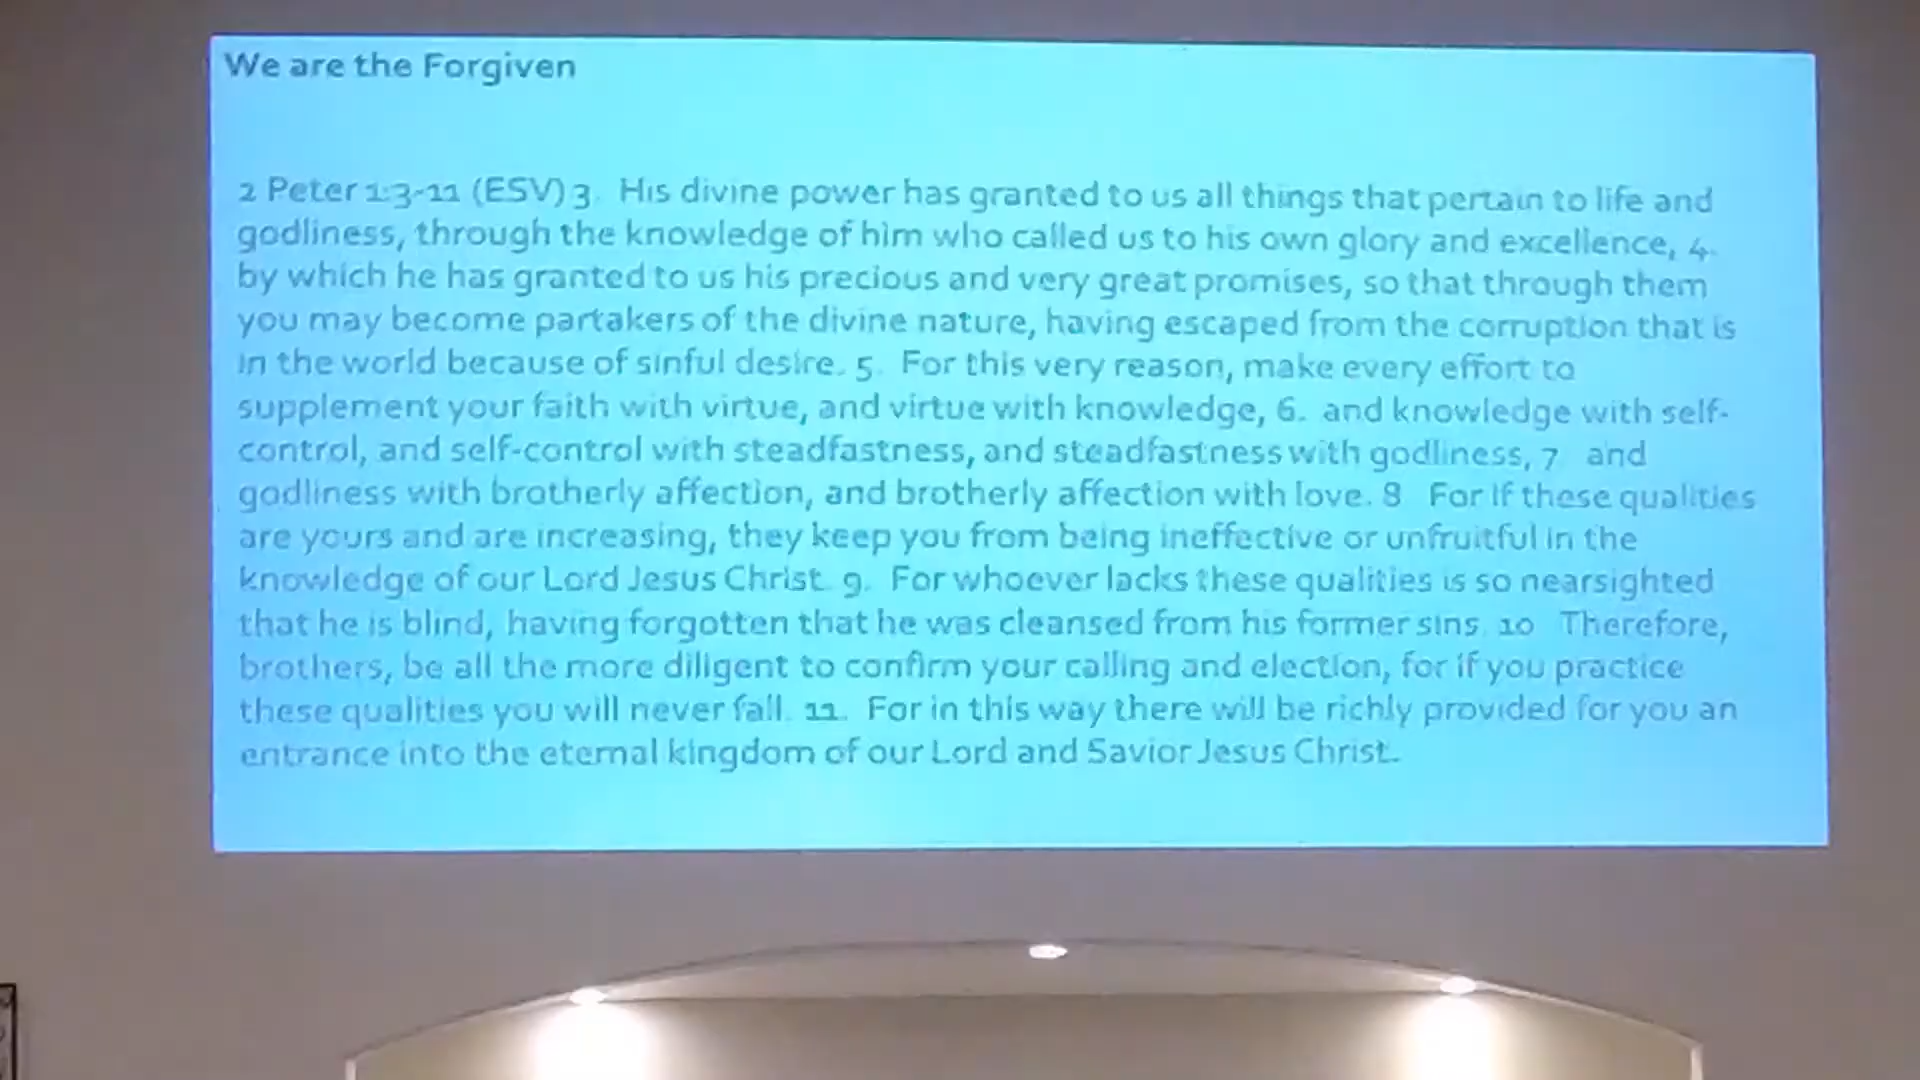 We are the Forgiven
2 Peter 1:3-11 (ESV) 3. His divine power has granted to us all things that pertain to life and
godliness, through the knowledge of him who called us to his own glory and excellence, 4.
by which he has granted to us his precious and very great promises, so that through them
you may become partakers of the divine nature, having escaped from the corruption that is
in the world because of sinful desire. 5. For this very reason, make every effort to
supplement your faith with virtue, and virtue with knowledge, 6. and knowledge with self-
control, and self-control with steadfastness, and steadfastness with godliness, 7 and
godliness with brotherly affection, and brotherly affection with love. 8 For if these qualities
are yours and are increasing, they keep you from being ineffective or unfruitful in the
knowledge of our Lord Jesus Christ. 9. For whoever lacks these qualities is so nearsighted
that he is blind, having forgotten that he was cleansed from his former sins. 10 Therefore,
brothers, be all the more diligent to confirm your calling and election, for if you practice
these qualities you will never fall. 11. For in this way there will be richly provided for you an
entrance into the eternal kingdom of our Lord and Savior Jesus Christ.